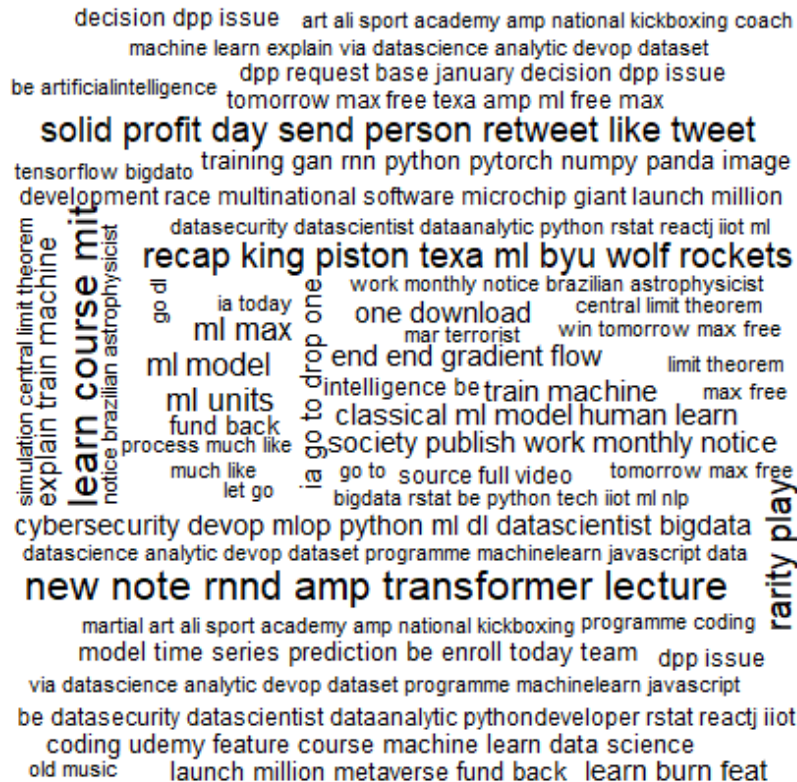 decision dpp issue
art ali sport academy amp national kickboxing coach
machine learn explain via datascience analytic devop dataset
be artificialintelligence
dpp request base january decision dpp issue
tomorrow max free texa amp ml free max
solid profit day send person retweet like tweet
tensorflow bigdato
training gan rnn python pytorch numpy panda image
development race multinational software microchip giant launch million
simulation central limit theorem
explain train machine
learn course mit
notice brazilian astrophysicist
datasecurity datascientist dataanalytic python rstat reactj iiot ml
recap king piston texa ml byu wolf rockets
go dl
ia today
ml max
ml model
ml units
fund back
process much like
much like
let go
ia go to drop one
work monthly notice brazilian astrophysicist
one download
central limit theorem
mar terrorist
win tomorrow max free
end end gradient flow
limit theorem
intelligence be
train machine
max free
classical ml model
human learn
society publish work monthly notice
go to
source full video
tomorrow max free
bigdata rstat be python tech iiot ml nlp
rarity play
cybersecurity devop mlop python ml dl datascientist bigdata
datascience analytic devop dataset programme machinelearn javascript data
new note rnnd amp transformer lecture
martial art ali sport academy amp national kickboxing
programme coding
model time series prediction be enroll today team
dpp issue
via datascience analytic devop dataset programme machinelearn javascript
be datasecurity datascientist dataanalytic pythondeveloper rstat reactj iiot
coding udemy feature course machine learn data science
old music
launch million metaverse fund back
learn burn feat